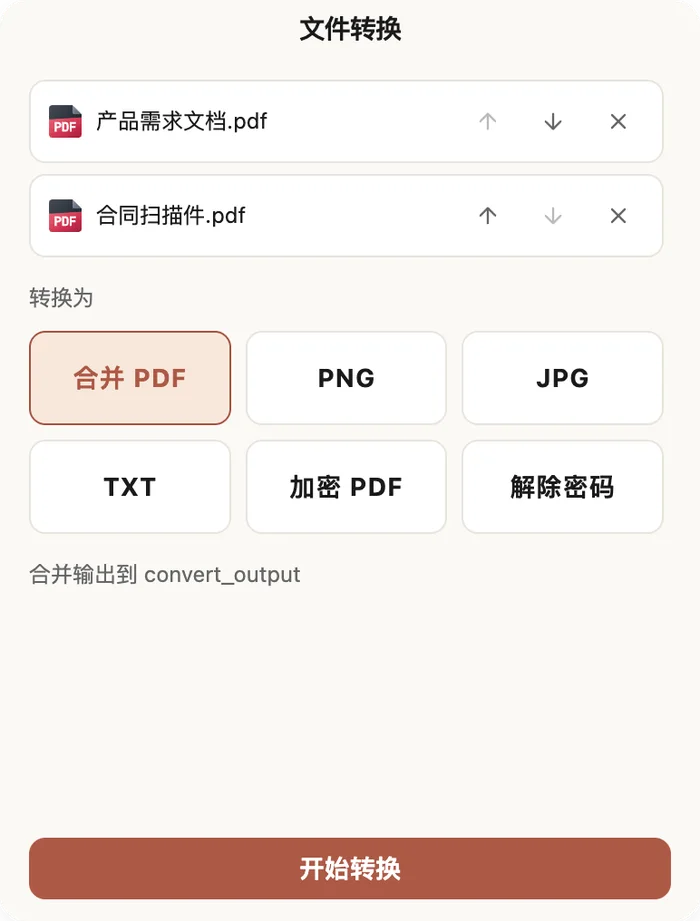 文件转换
PDF 产品需求文档.pdf
PDF 合同扫描件.pdf
转换为
合并 PDF PNG JPG
TXT 加密 PDF 解除密码
合并输出到 convert_output
开始转换